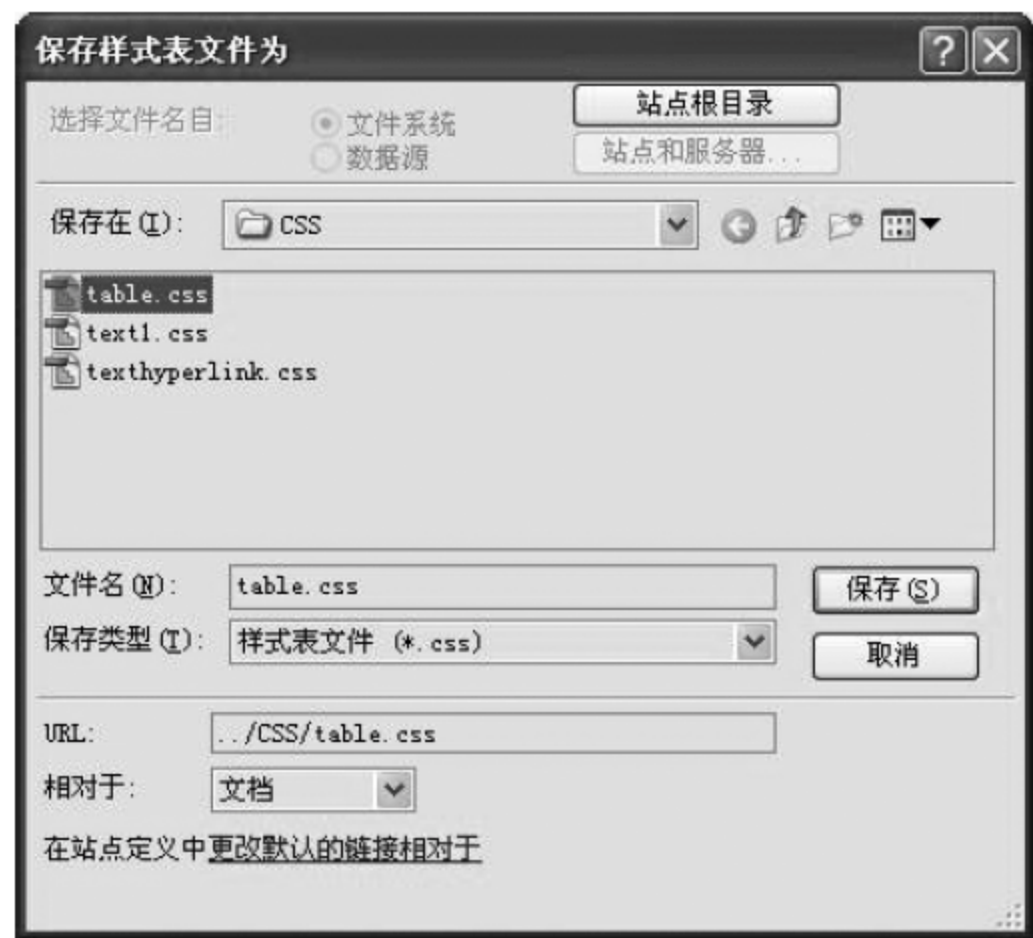 保存样式表文件为
选择文件名自: 文件系统 站点根目录
数据源 站点和服务器...
保存在(I): CSS
table.css
text1.css
texthyperlink.css
文件名(N): table.css 保存(S)
保存类型(T): 样式表文件 (*.css) 取消
URL: ../CSS/table.css
相对于: 文档
在站点定义中更改默认的链接相对于